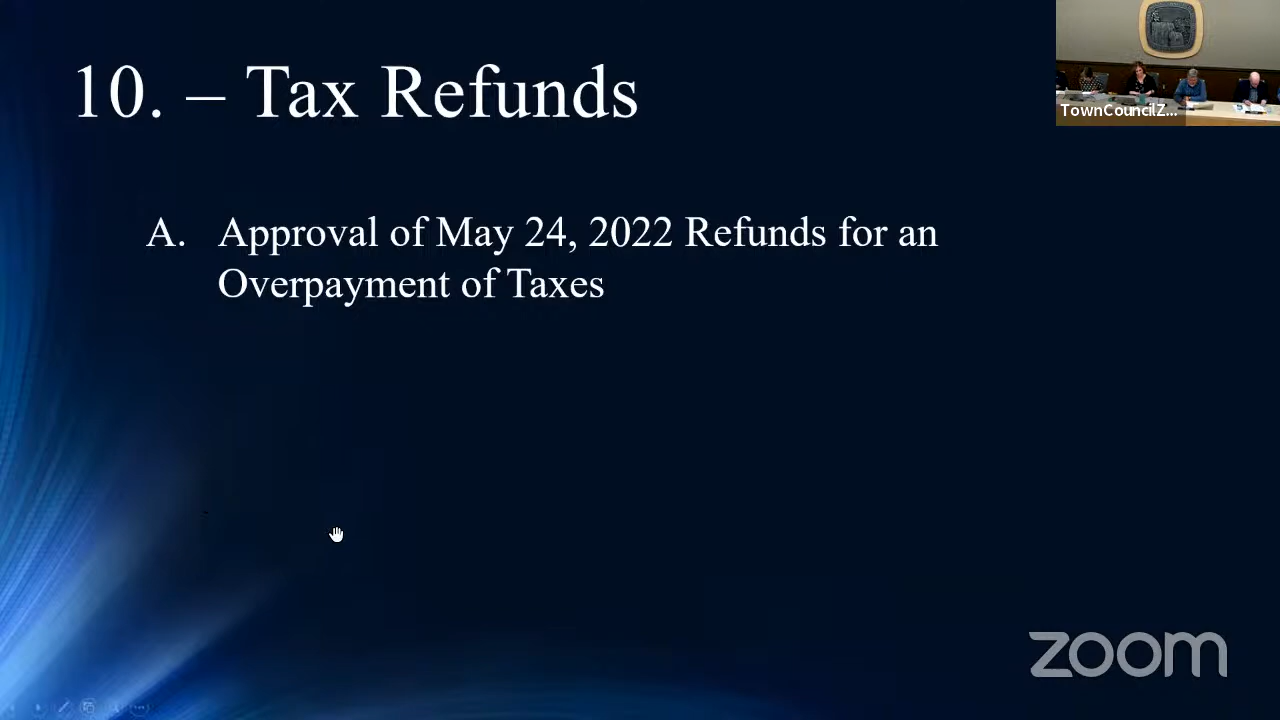 10. – Tax Refunds
TownCouncilZ...
A. Approval of May 24, 2022 Refunds for an
Overpayment of Taxes
zoom